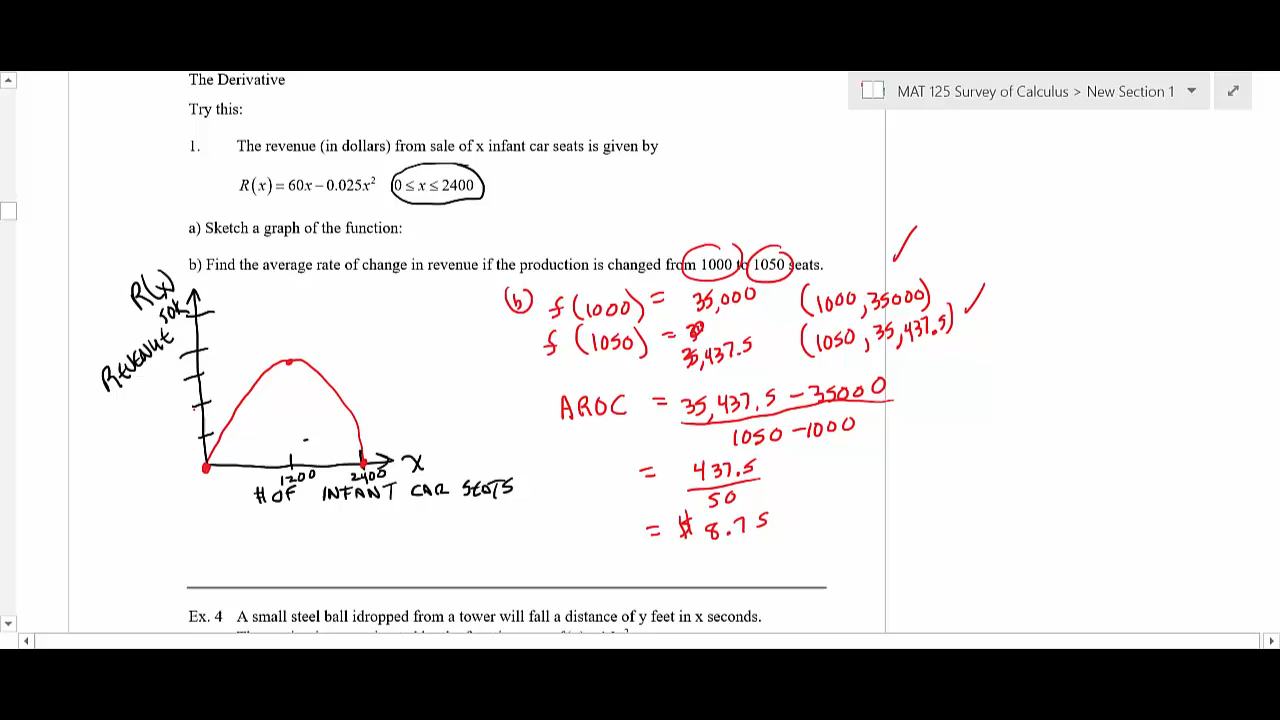 The Derivative
MAT 125 Survey of Calculus > New Section 1
Try this:
1. The revenue (in dollars) from sale of x infant car seats is given by
R(x) = 60x − 0.025x² 0 ≤ x ≤ 2400
a) Sketch a graph of the function:
b) Find the average rate of change in revenue if the production is changed from 1000 to 1050 seats.
R(x)
50k
REVENUE
1200
2400
X
# OF INFANT CAR SEATS
(b) f(1000) = 35,000 (1000, 35000)
f(1050) = 35,437.5 (1050, 35,437.5)
AROC = 35,437.5 − 35000
1050 − 1000
= 437.5
50
= $ 8.75
Ex. 4 A small steel ball idropped from a tower will fall a distance of y feet in x seconds.